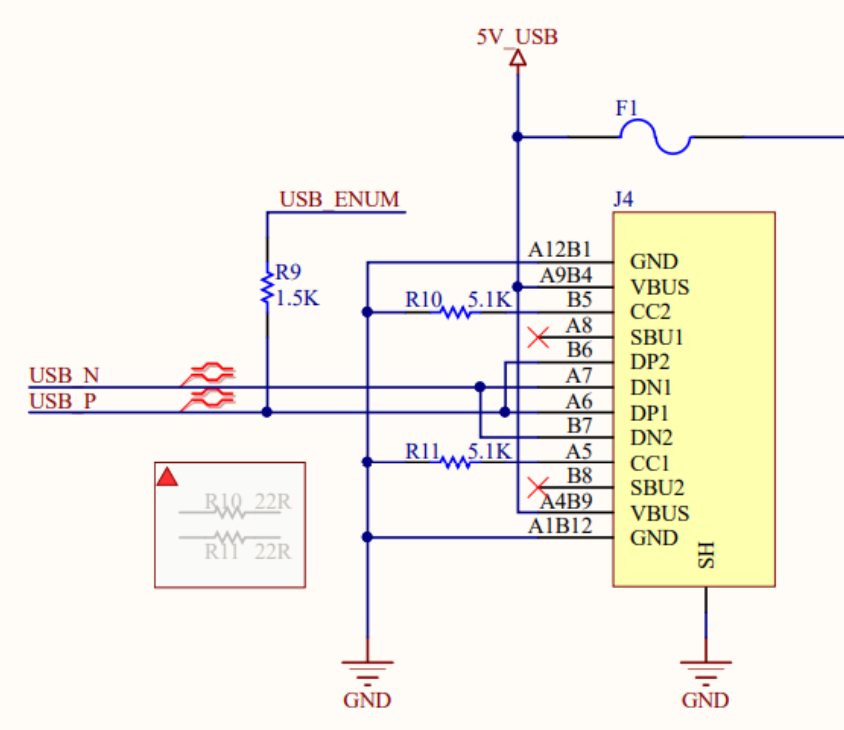 5V_USB
F1
USB_ENUM
J4
R9
1.5K
A12B1 GND
A9B4 VBUS
R10 5.1K B5 CC2
A8 SBU1
B6 DP2
USB_N A7 DN1
USB_P A6 DP1
B7 DN2
R11 5.1K A5 CC1
B8 SBU2
A4B9 VBUS
A1B12 GND
R10 22R
R11 22R
SH
GND
GND